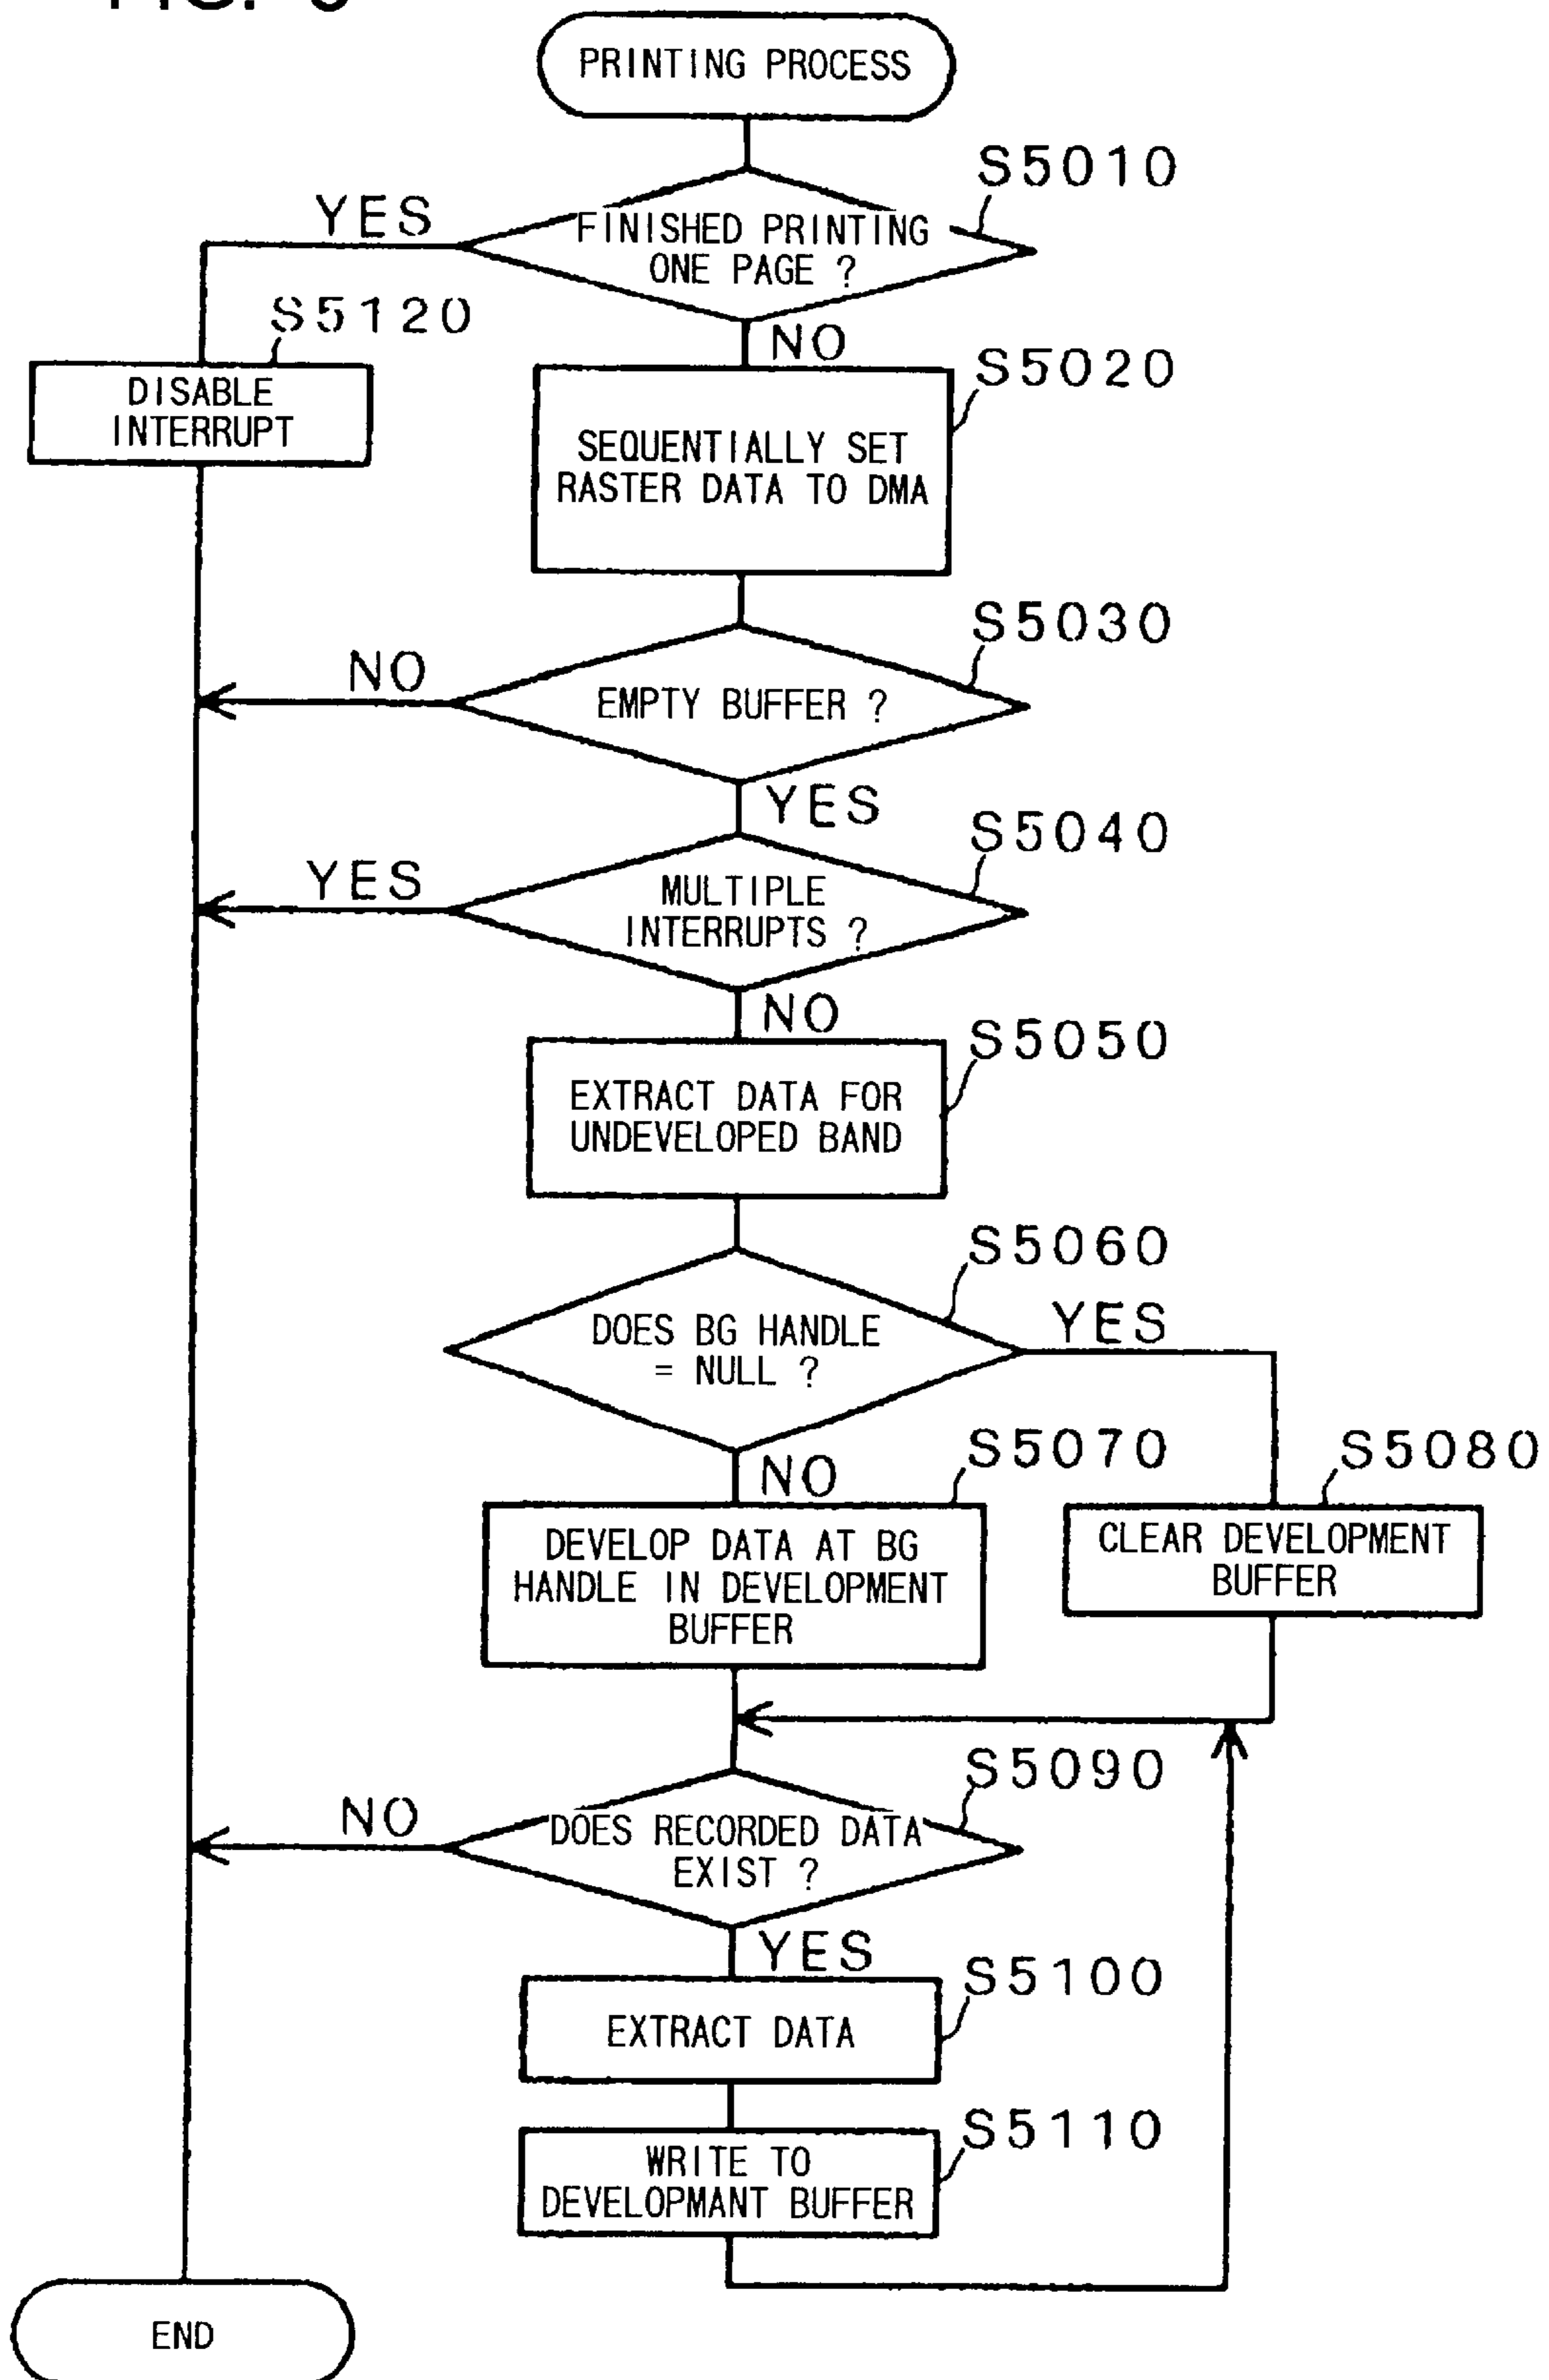 PRINTING PROCESS
S5010
YES
FINISHED PRINTING
ONE PAGE ?
S5120
NO
DISABLE
INTERRUPT
S5020
SEQUENTIALLY SET
RASTER DATA TO DMA
S5030
NO
EMPTY BUFFER ?
YES
S5040
YES
MULTIPLE
INTERRUPTS ?
NO
S5050
EXTRACT DATA FOR
UNDEVELOPED BAND
S5060
YES
DOES BG HANDLE
= NULL ?
NO
S5070
S5080
DEVELOP DATA AT BG
HANDLE IN DEVELOPMENT
BUFFER
CLEAR DEVELOPMENT
BUFFER
S5090
NO
DOES RECORDED DATA
EXIST ?
YES
S5100
EXTRACT DATA
S5110
WRITE TO
DEVELOPMANT BUFFER
END